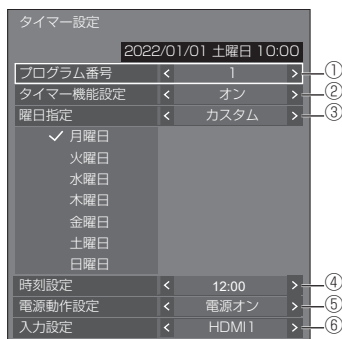 タイマー設定
2022/01/01 土曜日 10:00
プログラム番号 < 1 > ①
タイマー機能設定 < オン > ②
曜日指定 < カスタム > ③
✓ 月曜日
火曜日
水曜日
木曜日
金曜日
土曜日
日曜日
時刻設定 < 12:00 > ④
電源動作設定 < 電源オン > ⑤
入力設定 < HDMI1 > ⑥